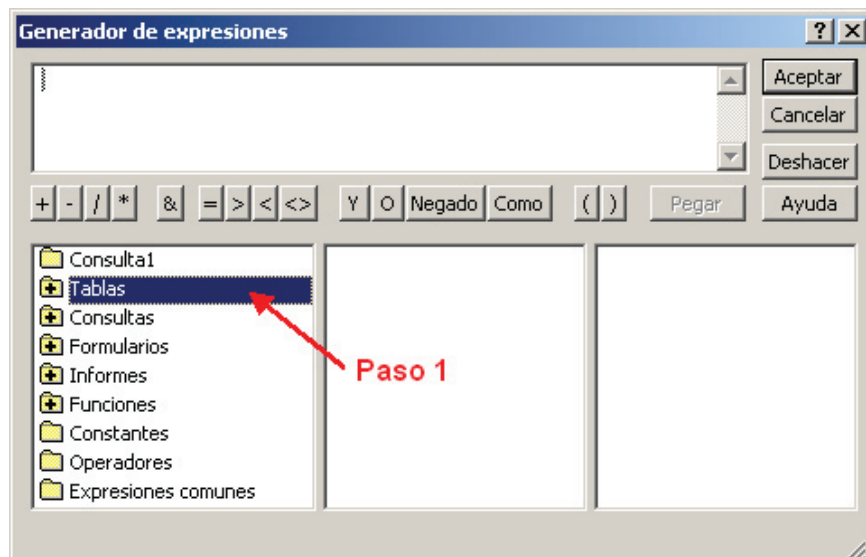 Generador de expresiones
? X
Aceptar
Cancelar
Deshacer
+ - / * & = > < <> Y O Negado Como ( ) Pegar Ayuda
Consulta1
Tablas
Consultas
Formularios
Informes
Funciones
Constantes
Operadores
Expresiones comunes
Paso 1